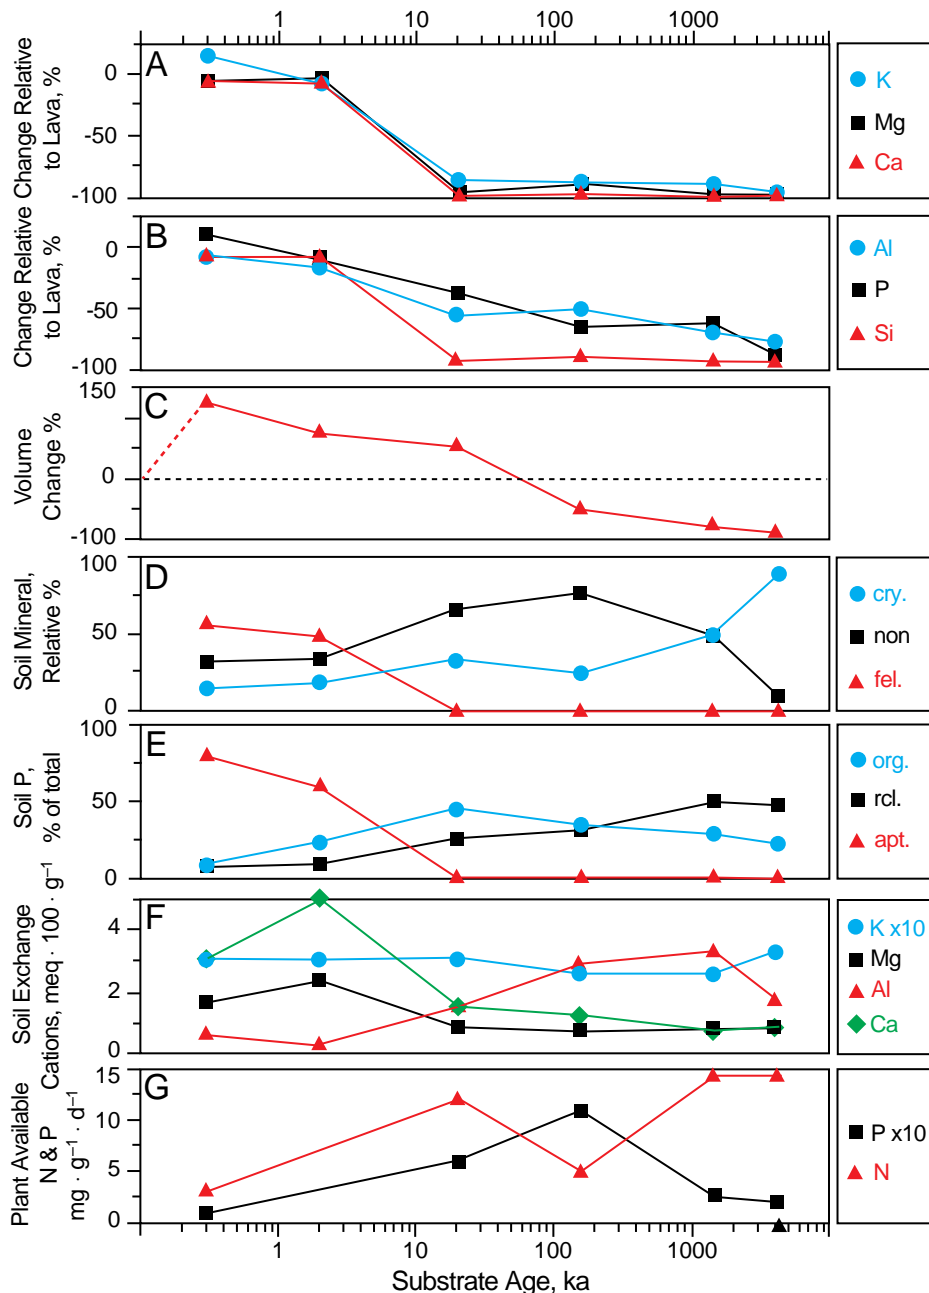 1 10 100 1000
A
0
-50
-100
Change Relative
to Lava, %
K
Mg
Ca
B
0
-50
-100
Change Relative
to Lava, %
Al
P
Si
C
150
0
-100
Volume
Change %
D
100
50
0
Soil Mineral,
Relative %
cry.
non
fel.
E
100
50
0
Soil P,
% of total
org.
rcl.
apt.
F
4
2
0
Soil Exchange
Cations, meq · 100 · g⁻¹
K x10
Mg
Al
Ca
G
15
10
5
0
Plant Available
N & P
mg · g⁻¹ · d⁻¹
P x10
N
1 10 100 1000
Substrate Age, ka